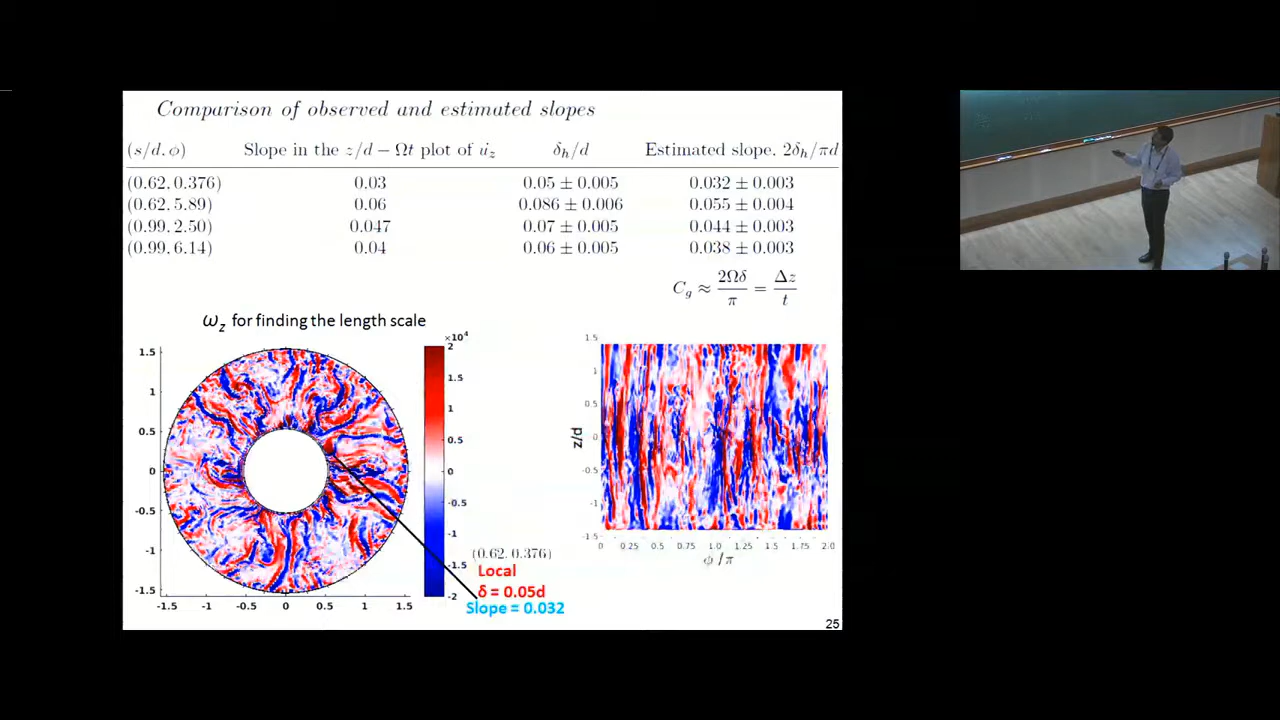 Comparison of observed and estimated slopes
(s/d, ϕ) Slope in the z/d − Ωt plot of u̇z δh/d Estimated slope, 2δh/πd
(0.62, 0.376) 0.03 0.05 ± 0.005 0.032 ± 0.003
(0.62, 5.89) 0.06 0.086 ± 0.006 0.055 ± 0.004
(0.99, 2.50) 0.047 0.07 ± 0.005 0.044 ± 0.003
(0.99, 6.14) 0.04 0.06 ± 0.005 0.038 ± 0.003
Cg ≈ 2Ωδ/π = Δz/t
ωz for finding the length scale
×10⁴
1.5
1
0.5
0
-0.5
-1
-1.5
-1.5 -1 -0.5 0 0.5 1 1.5
2
1.5
1
0.5
0
-0.5
-1
-1.5
-2
(0.62, 0.376)
Local
δ = 0.05d
Slope = 0.032
z/d
1.5
1
0.5
0
-0.5
-1
-1.5
0 0.25 0.5 0.75 1.0 1.25 1.5 1.75 2.0
ϕ/π
25